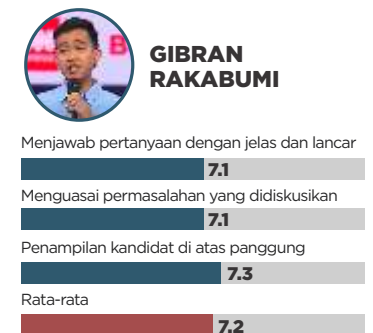 GIBRAN
RAKABUMI
Menjawab pertanyaan dengan jelas dan lancar
7.1
Menguasai permasalahan yang didiskusikan
7.1
Penampilan kandidat di atas panggung
7.3
Rata-rata
7.2